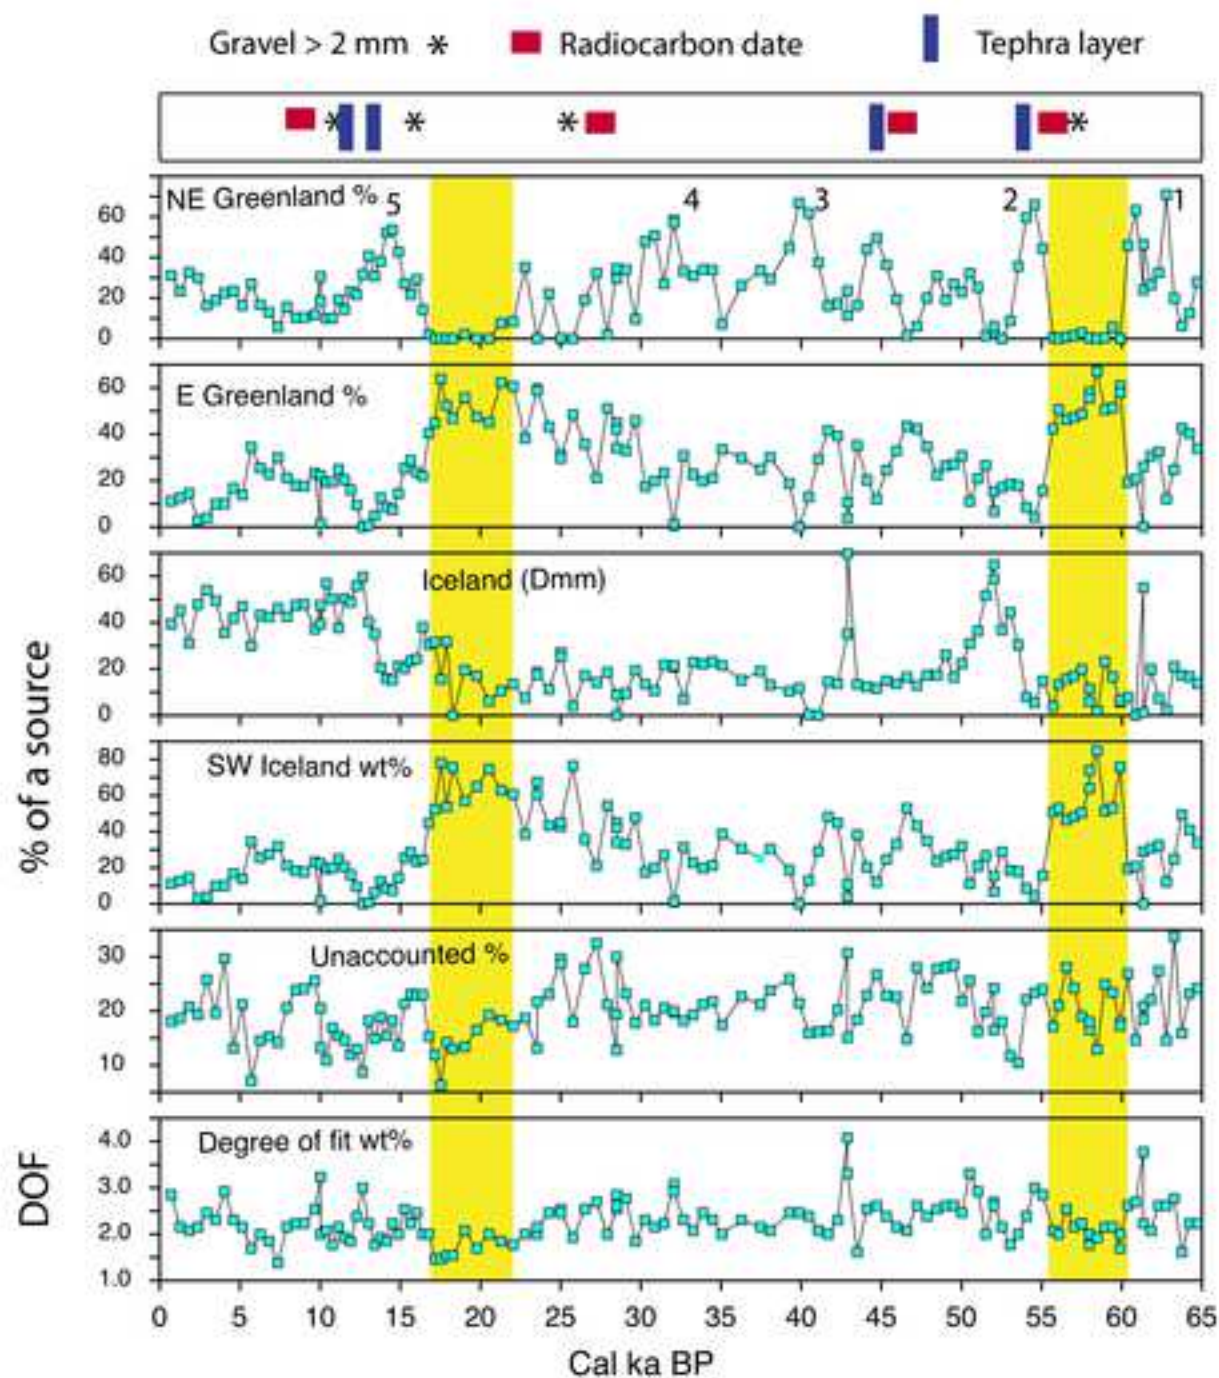 Gravel > 2 mm * Radiocarbon date Tephra layer
* * * *
NE Greenland % 5 4 3 2 1
60
40
20
0
E Greenland %
60
40
20
0
Iceland (Dmm)
60
40
20
0
SW Iceland wt%
80
60
40
20
0
Unaccounted %
30
20
10
Degree of fit wt%
4.0
3.0
2.0
1.0
% of a source
DOF
0 5 10 15 20 25 30 35 40 45 50 55 60 65
Cal ka BP